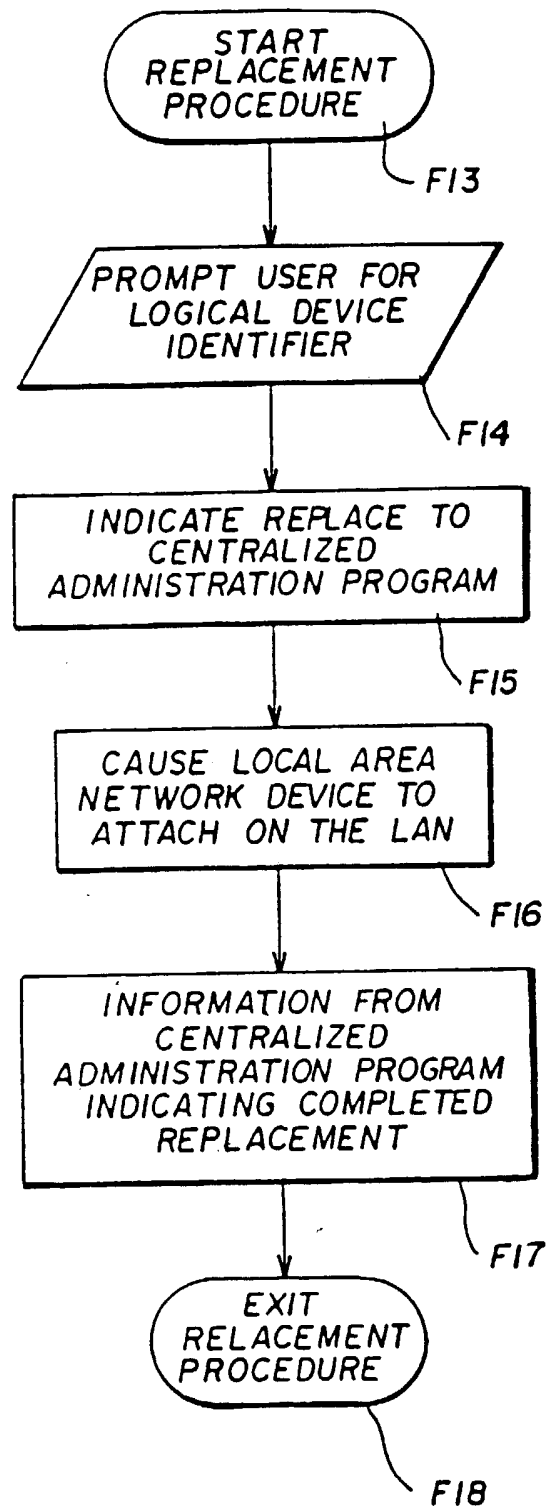 START
REPLACEMENT
PROCEDURE
F13
PROMPT USER FOR
LOGICAL DEVICE
IDENTIFIER
F14
INDICATE REPLACE TO
CENTRALIZED
ADMINISTRATION PROGRAM
F15
CAUSE LOCAL AREA
NETWORK DEVICE TO
ATTACH ON THE LAN
F16
INFORMATION FROM
CENTRALIZED
ADMINISTRATION PROGRAM
INDICATING COMPLETED
REPLACEMENT
F17
EXIT
RELACEMENT
PROCEDURE
F18